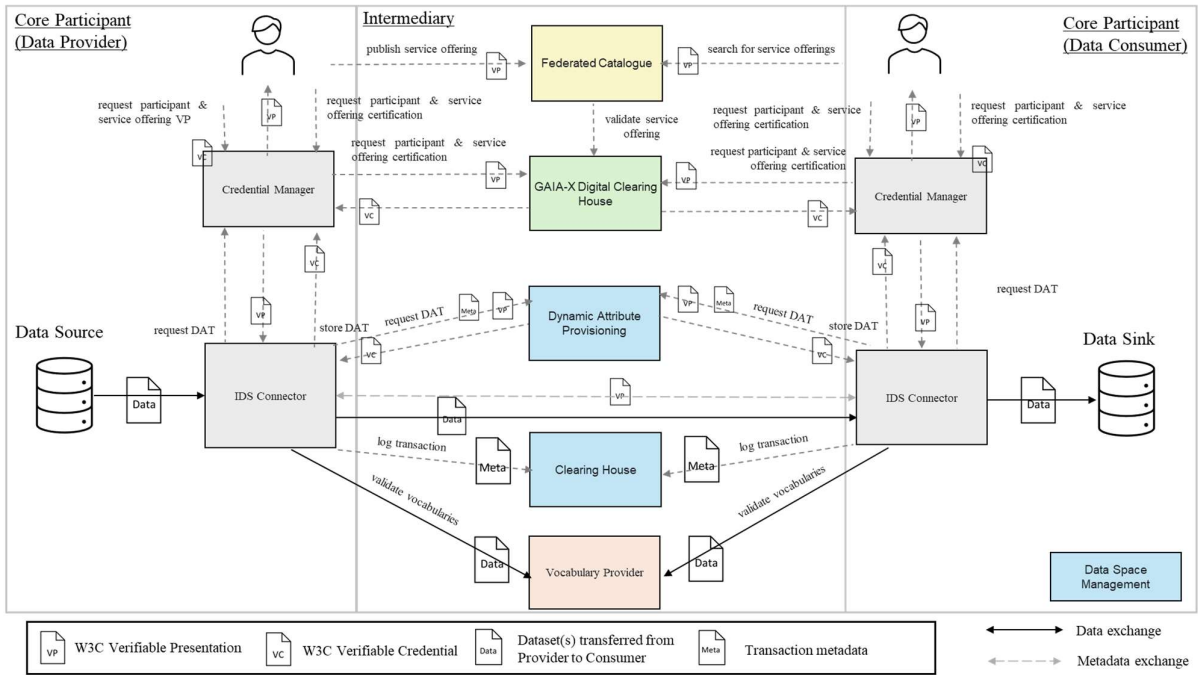 Core Participant
(Data Provider)
Intermediary
Core Participant
(Data Consumer)
publish service offering
VP
Federated Catalogue
VP
search for service offerings
request participant &
service offering VP
VP
request participant & service
offering certification
validate service
offering
request participant & service
offering certification
VP
request participant & service
offering certification
VC
request participant & service
offering certification
VP
GAIA-X Digital Clearing
House
request participant & service
offering certification
VP
VC
Credential Manager
VC
VC
Credential Manager
VC
VC
request DAT
VP
store DAT
request DAT
Meta
VP
VC
Dynamic Attribute
Provisioning
VP
Meta
request DAT
store DAT
VC
VP
request DAT
Data Source
Data
IDS Connector
VP
Data
IDS Connector
Data
Data Sink
log transaction
Meta
Clearing House
Meta
log transaction
validate vocabularies
Data
Vocabulary Provider
Data
validate vocabularies
Data Space
Management
VP
W3C Verifiable Presentation
VC
W3C Verifiable Credential
Data
Dataset(s) transferred from
Provider to Consumer
Meta
Transaction metadata
Data exchange
Metadata exchange